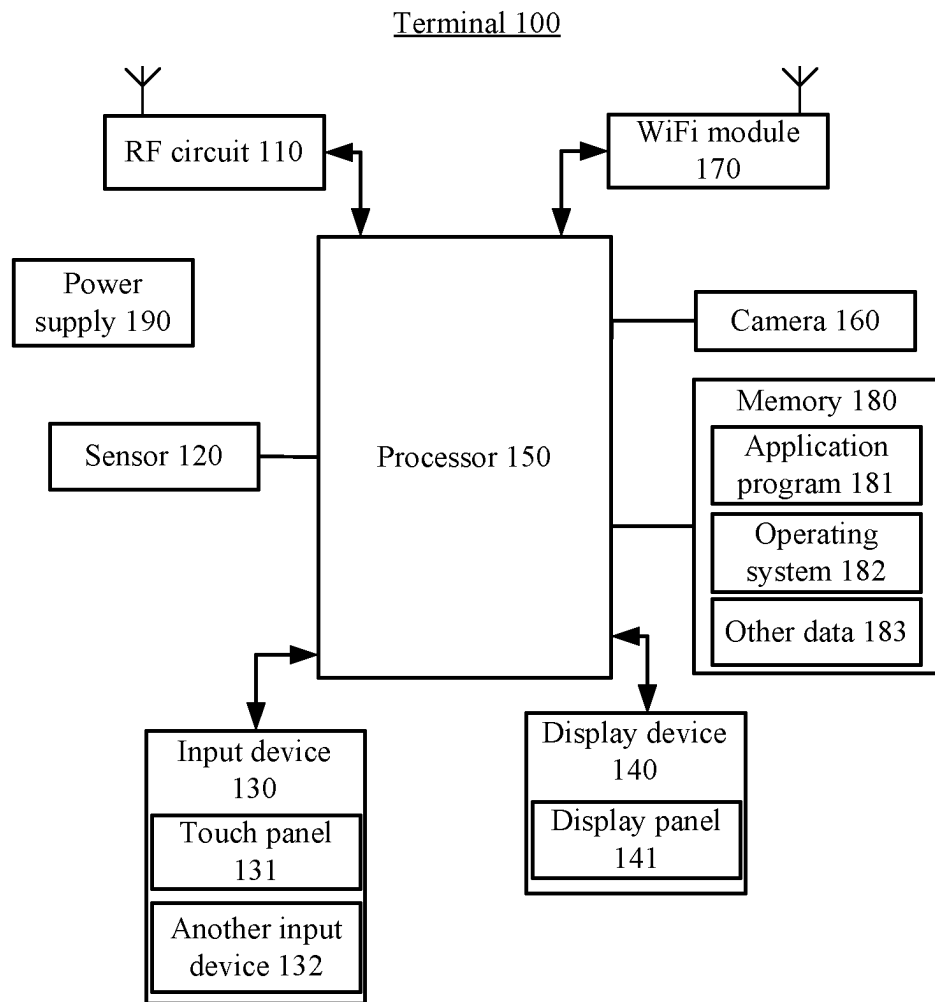 Terminal 100
RF circuit 110
WiFi module
170
Power
supply 190
Camera 160
Sensor 120
Processor 150
Memory 180
Application
program 181
Operating
system 182
Other data 183
Input device
130
Touch panel
131
Another input
device 132
Display device
140
Display panel
141